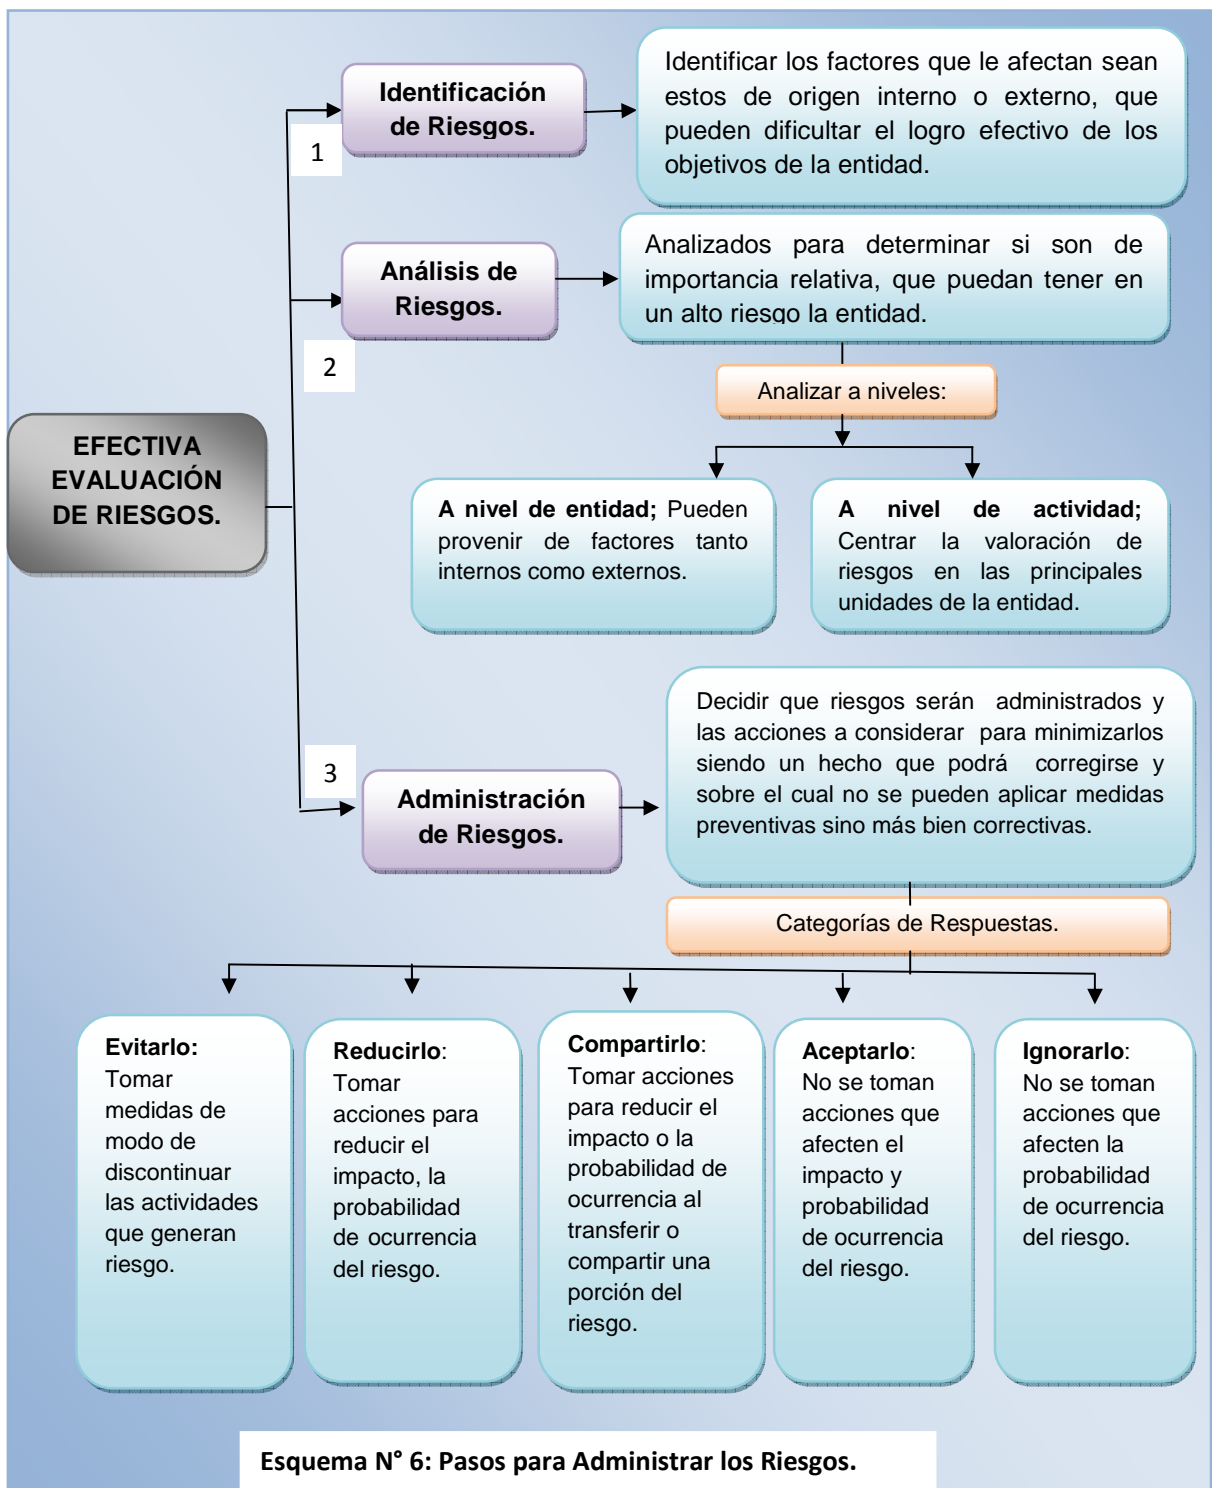 Identificación
de Riesgos.
1
Identificar los factores que le afectan sean
estos de origen interno o externo, que
pueden dificultar el logro efectivo de los
objetivos de la entidad.
Análisis de
Riesgos.
2
Analizados para determinar si son de
importancia relativa, que puedan tener en
un alto riesgo la entidad.
Analizar a niveles:
EFECTIVA
EVALUACIÓN
DE RIESGOS.
A nivel de entidad; Pueden
provenir de factores tanto
internos como externos.
A nivel de actividad;
Centrar la valoración de
riesgos en las principales
unidades de la entidad.
3
Administración
de Riesgos.
Decidir que riesgos serán administrados y
las acciones a considerar para minimizarlos
siendo un hecho que podrá corregirse y
sobre el cual no se pueden aplicar medidas
preventivas sino más bien correctivas.
Categorías de Respuestas.
Evitarlo:
Tomar
medidas de
modo de
discontinuar
las actividades
que generan
riesgo.
Reducirlo:
Tomar
acciones para
reducir el
impacto, la
probabilidad
de ocurrencia
del riesgo.
Compartirlo:
Tomar acciones
para reducir el
impacto o la
probabilidad de
ocurrencia al
transferir o
compartir una
porción del
riesgo.
Aceptarlo:
No se toman
acciones que
afecten el
impacto y
probabilidad
de ocurrencia
del riesgo.
Ignorarlo:
No se toman
acciones que
afecten la
probabilidad
de ocurrencia
del riesgo.
Esquema N° 6: Pasos para Administrar los Riesgos.